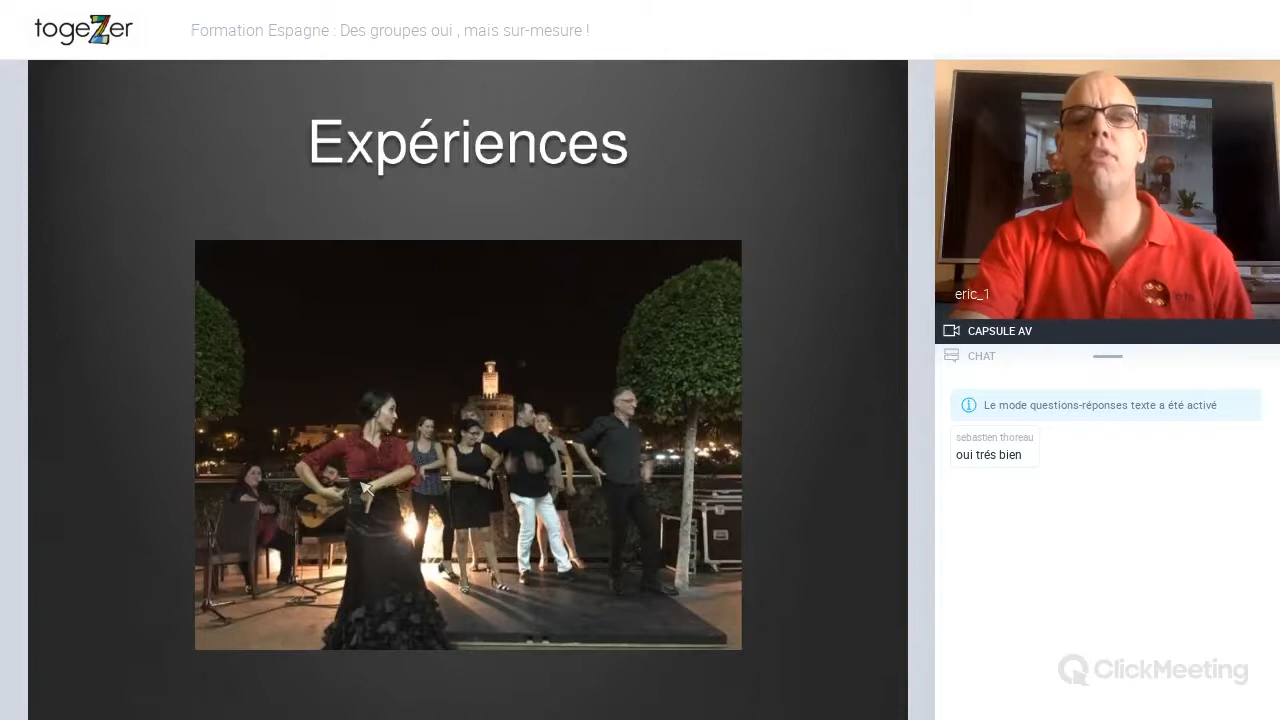 togeZer
Formation Espagne : Des groupes oui , mais sur-mesure !
Expériences
eric_1
CAPSULE AV
CHAT
Le mode questions-réponses texte a été activé
sébastien thoreau
oui trés bien
ClickMeeting